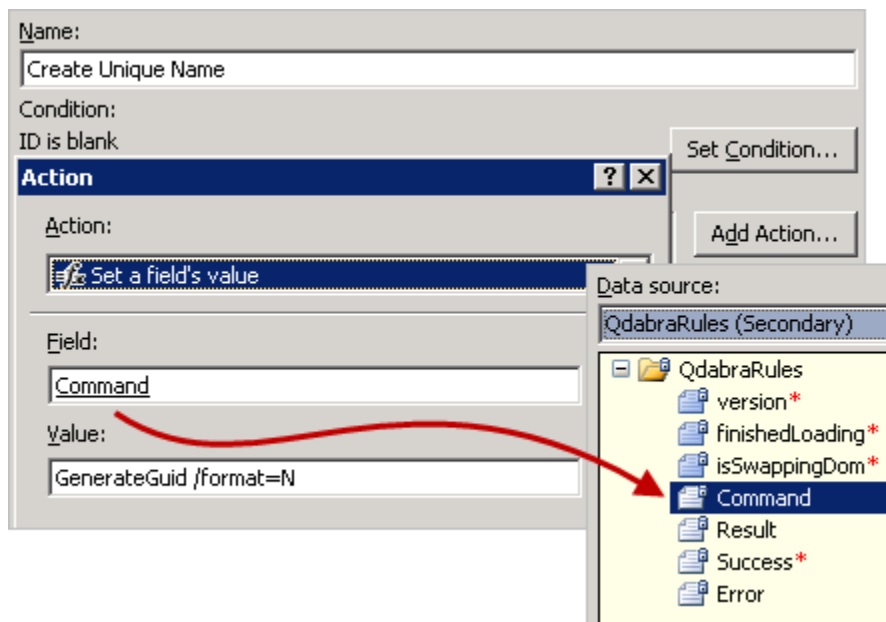 Name:
Create Unique Name
Condition:
ID is blank
Set Condition...
Action
Action:
Add Action...
Set a field's value
Data source:
QdabraRules (Secondary)
Field:
Command
Value:
GenerateGuid /format=N
QdabraRules
version*
finishedLoading*
isSwappingDom*
Command
Result
Success*
Error